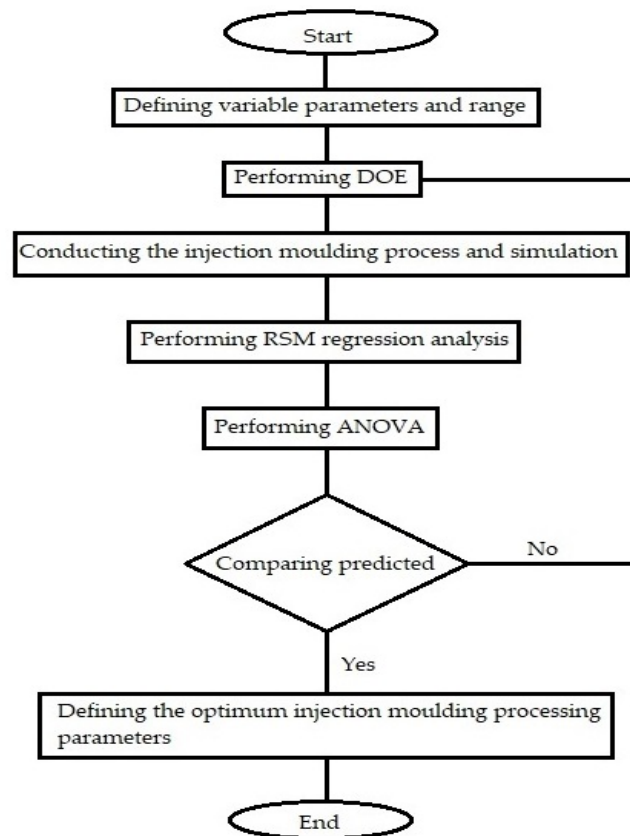 Start
Defining variable parameters and range
Performing DOE
Conducting the injection moulding process and simulation
Performing RSM regression analysis
Performing ANOVA
Comparing predicted
No
Yes
Defining the optimum injection moulding processing
parameters
End